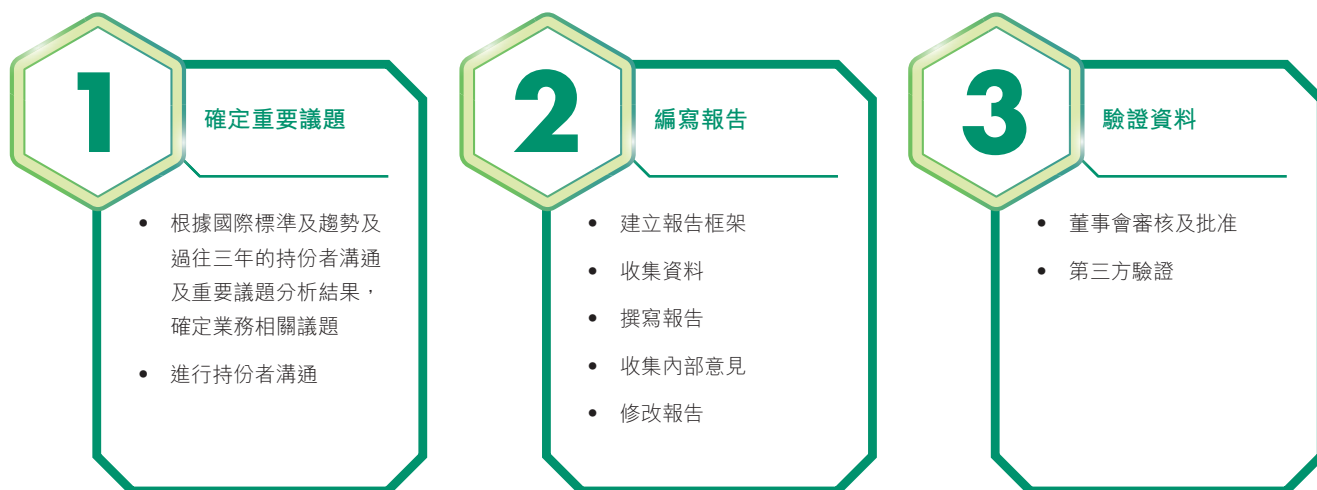 1
確定重要議題
• 根據國際標準及趨勢及
過往三年的持份者溝通
及重要議題分析結果，
確定業務相關議題
• 進行持份者溝通
2
編寫報告
• 建立報告框架
• 收集資料
• 撰寫報告
• 收集內部意見
• 修改報告
3
驗證資料
• 董事會審核及批准
• 第三方驗證